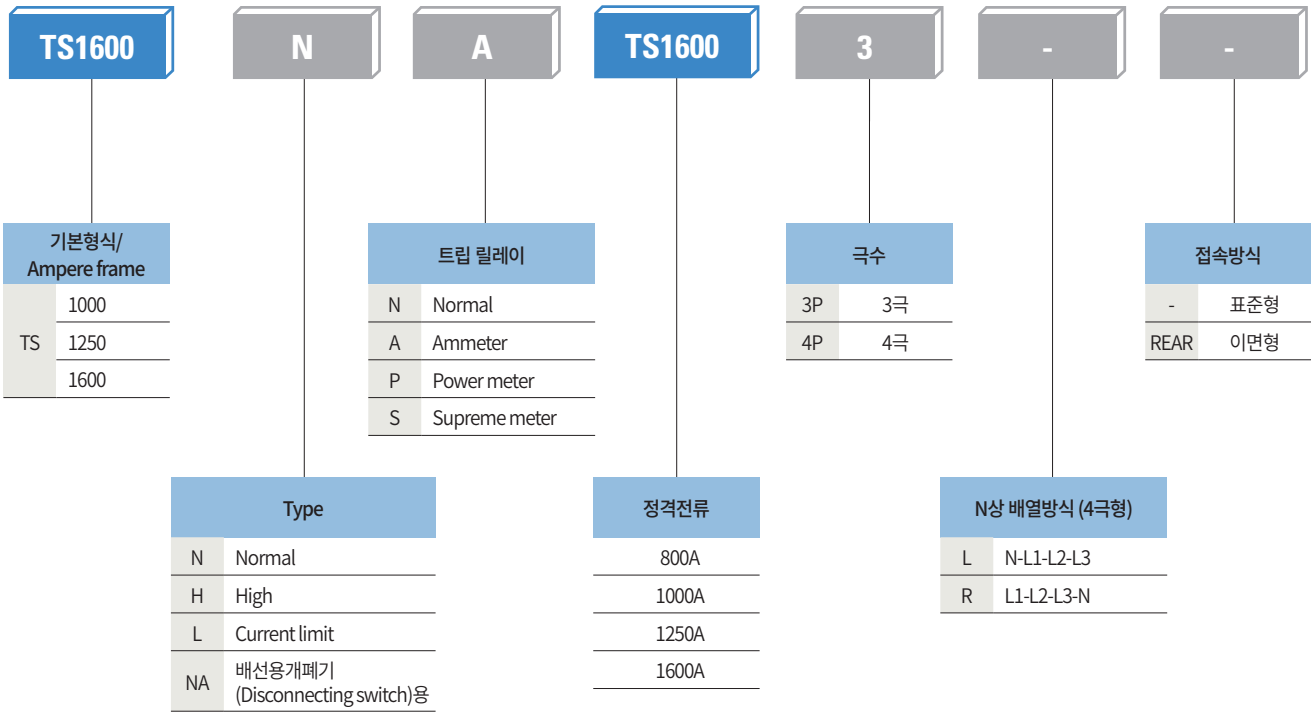 TS1600 N A TS1600 3 - -
기본형식/
Ampere frame
TS
1000
1250
1600
트립 릴레이
N Normal
A Ammeter
P Power meter
S Supreme meter
극수
3P 3극
4P 4극
접속방식
- 표준형
REAR 이면형
Type
N Normal
H High
L Current limit
NA
배선용개폐기
(Disconnecting switch)용
정격전류
800A
1000A
1250A
1600A
N상 배열방식 (4극형)
L N-L1-L2-L3
R L1-L2-L3-N